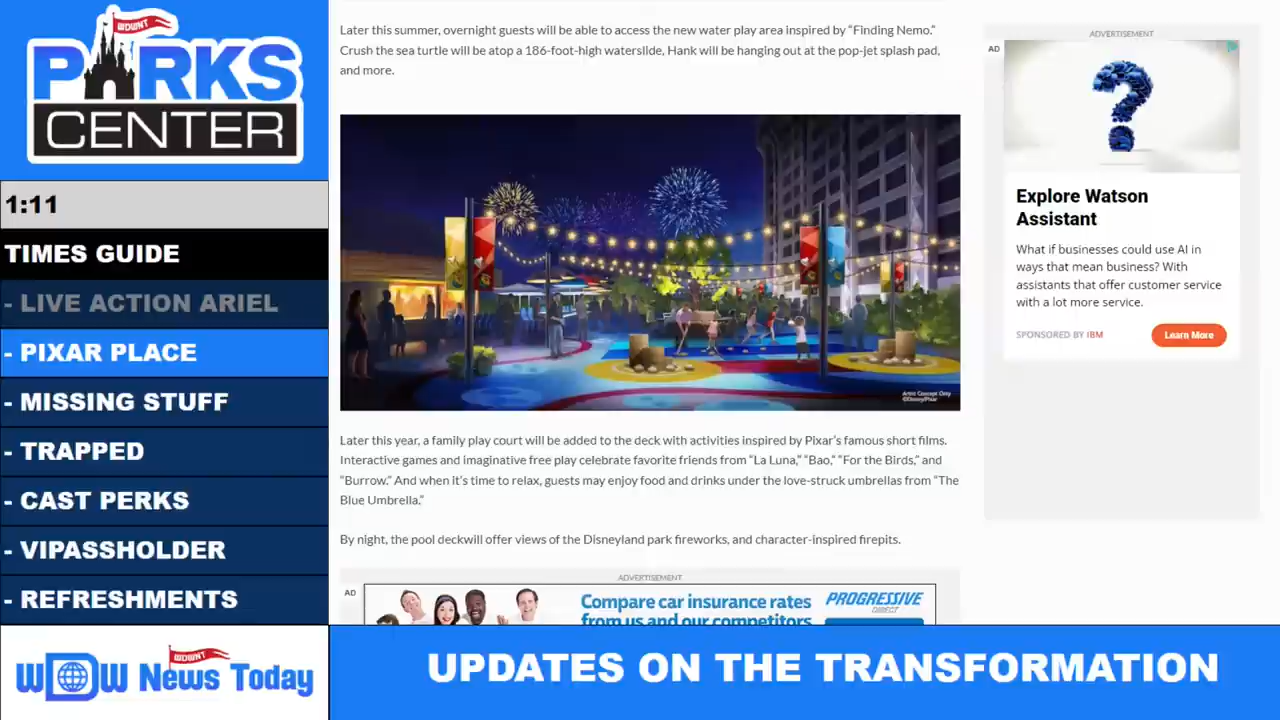 WDWNT
PARKS
CENTER
1:11
TIMES GUIDE
- LIVE ACTION ARIEL
- PIXAR PLACE
- MISSING STUFF
- TRAPPED
- CAST PERKS
- VIPASSHOLDER
- REFRESHMENTS
WDWNT
WDW News Today
Later this summer, overnight guests will be able to access the new water play area inspired by “Finding Nemo.”
Crush the sea turtle will be atop a 186-foot-high waterslide, Hank will be hanging out at the pop-jet splash pad,
and more.
Artist Concept Only
©Disney/Pixar
Later this year, a family play court will be added to the deck with activities inspired by Pixar’s famous short films.
Interactive games and imaginative free play celebrate favorite friends from “La Luna,” “Bao,” “For the Birds,” and
“Burrow.” And when it’s time to relax, guests may enjoy food and drinks under the love-struck umbrellas from “The
Blue Umbrella.”
By night, the pool deckwill offer views of the Disneyland park fireworks, and character-inspired firepits.
ADVERTISEMENT
AD
Compare car insurance rates
from us and our competitors
PROGRESSIVE
DIRECT
ADVERTISEMENT
AD
Explore Watson
Assistant
What if businesses could use AI in
ways that mean business? With
assistants that offer customer service
with a lot more service.
SPONSORED BY IBM
Learn More
UPDATES ON THE TRANSFORMATION